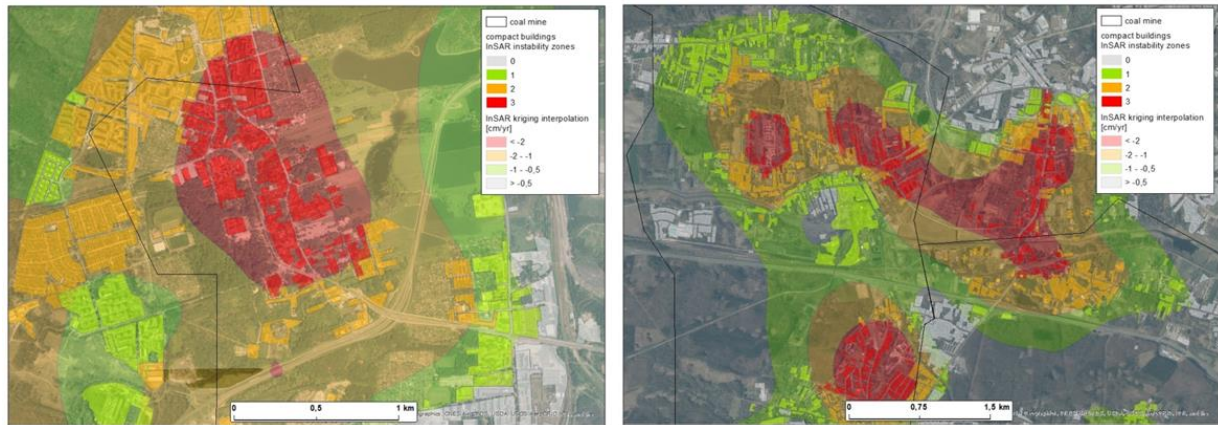 coal mine
compact buildings
InSAR instability zones
0
1
2
3
InSAR kriging interpolation
[cm/yr]
< -2
-2 - -1
-1 - -0,5
> -0,5
0
0,5
1 km
coal mine
compact buildings
InSAR instability zones
0
1
2
3
InSAR kriging interpolation
[cm/yr]
< -2
-2 - -1
-1 - -0,5
> -0,5
0
0,75
1,5 km